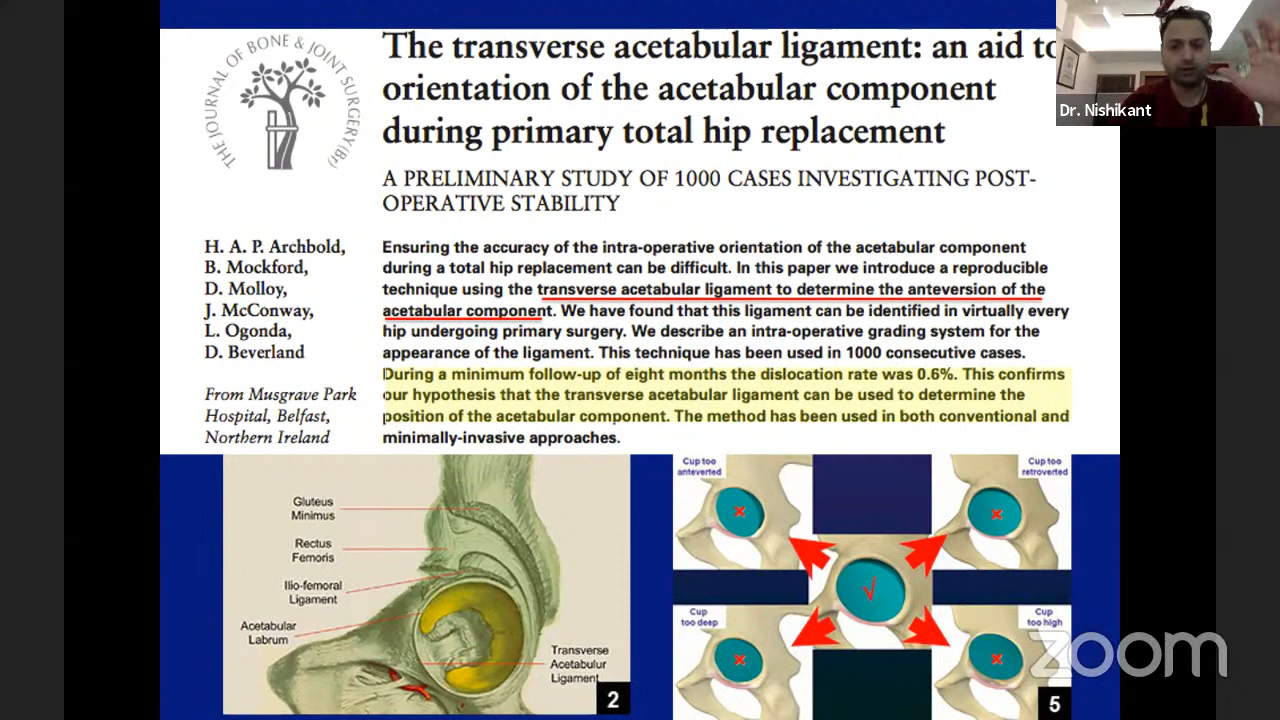 The transverse acetabular ligament: an aid to
orientation of the acetabular component
during primary total hip replacement
A PRELIMINARY STUDY OF 1000 CASES INVESTIGATING POST-
OPERATIVE STABILITY
THE JOURNAL OF BONE & JOINT SURGERY (Br)
Dr. Nishikant
H. A. P. Archbold,
B. Mockford,
D. Molloy,
J. McConway,
L. Ogonda,
D. Beverland
From Musgrave Park
Hospital, Belfast,
Northern Ireland
Ensuring the accuracy of the intra-operative orientation of the acetabular component
during a total hip replacement can be difficult. In this paper we introduce a reproducible
technique using the transverse acetabular ligament to determine the anteversion of the
acetabular component. We have found that this ligament can be identified in virtually every
hip undergoing primary surgery. We describe an intra-operative grading system for the
appearance of the ligament. This technique has been used in 1000 consecutive cases.
During a minimum follow-up of eight months the dislocation rate was 0.6%. This confirms
our hypothesis that the transverse acetabular ligament can be used to determine the
position of the acetabular component. The method has been used in both conventional and
minimally-invasive approaches.
Gluteus
Minimus
Rectus
Femoris
Ilio-femoral
Ligament
Acetabular
Labrum
Transverse
Acetabulur
Ligament
2
Cup too
anteverted
Cup too
retroverted
Cup
too deep
Cup
too high
5
zoom